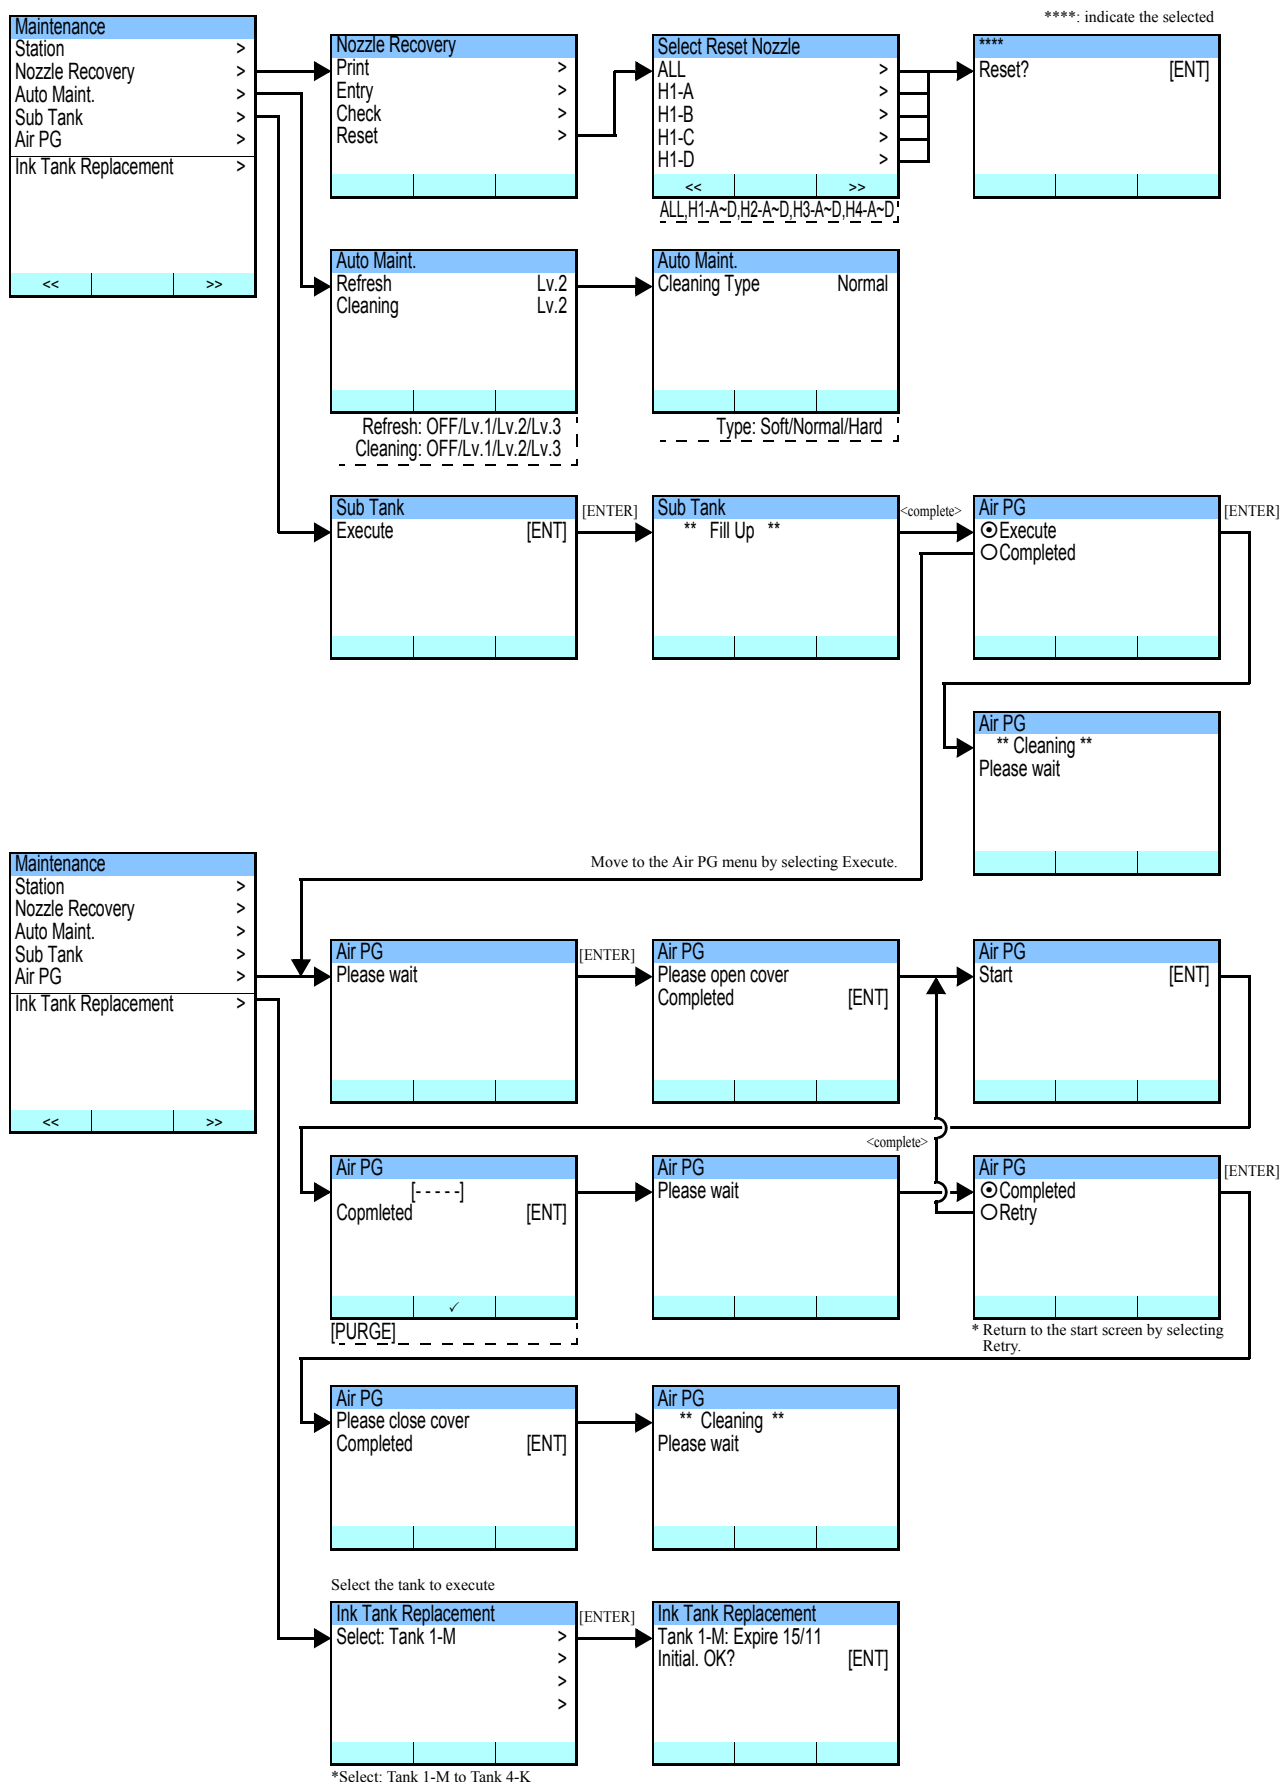 ****: indicate the selected
Maintenance
Station >
Nozzle Recovery >
Auto Maint. >
Sub Tank >
Air PG >
Ink Tank Replacement >
<< >>
Nozzle Recovery
Print >
Entry >
Check >
Reset >
Select Reset Nozzle
ALL >
H1-A >
H1-B >
H1-C >
H1-D >
<< >>
ALL,H1-A~D,H2-A~D,H3-A~D,H4-A~D
****
Reset? [ENT]
Auto Maint.
Refresh Lv.2
Cleaning Lv.2
Refresh: OFF/Lv.1/Lv.2/Lv.3
Cleaning: OFF/Lv.1/Lv.2/Lv.3
Auto Maint.
Cleaning Type Normal
Type: Soft/Normal/Hard
Sub Tank
Execute [ENT]
[ENTER]
Sub Tank
** Fill Up **
<complete>
Air PG
Execute
Completed
[ENTER]
Air PG
** Cleaning **
Please wait
Move to the Air PG menu by selecting Execute.
Maintenance
Station >
Nozzle Recovery >
Auto Maint. >
Sub Tank >
Air PG >
Ink Tank Replacement >
<< >>
Air PG
Please wait
[ENTER]
Air PG
Please open cover
Completed [ENT]
Air PG
Start [ENT]
Air PG
[- - - - -]
Copmleted [ENT]
✓
[PURGE]
Air PG
Please wait
<complete>
Air PG
Completed
Retry
[ENTER]
* Return to the start screen by selecting
Retry.
Air PG
Please close cover
Completed [ENT]
Air PG
** Cleaning **
Please wait
Select the tank to execute
Ink Tank Replacement
Select: Tank 1-M >
>
>
>
*Select: Tank 1-M to Tank 4-K
[ENTER]
Ink Tank Replacement
Tank 1-M: Expire 15/11
Initial. OK? [ENT]